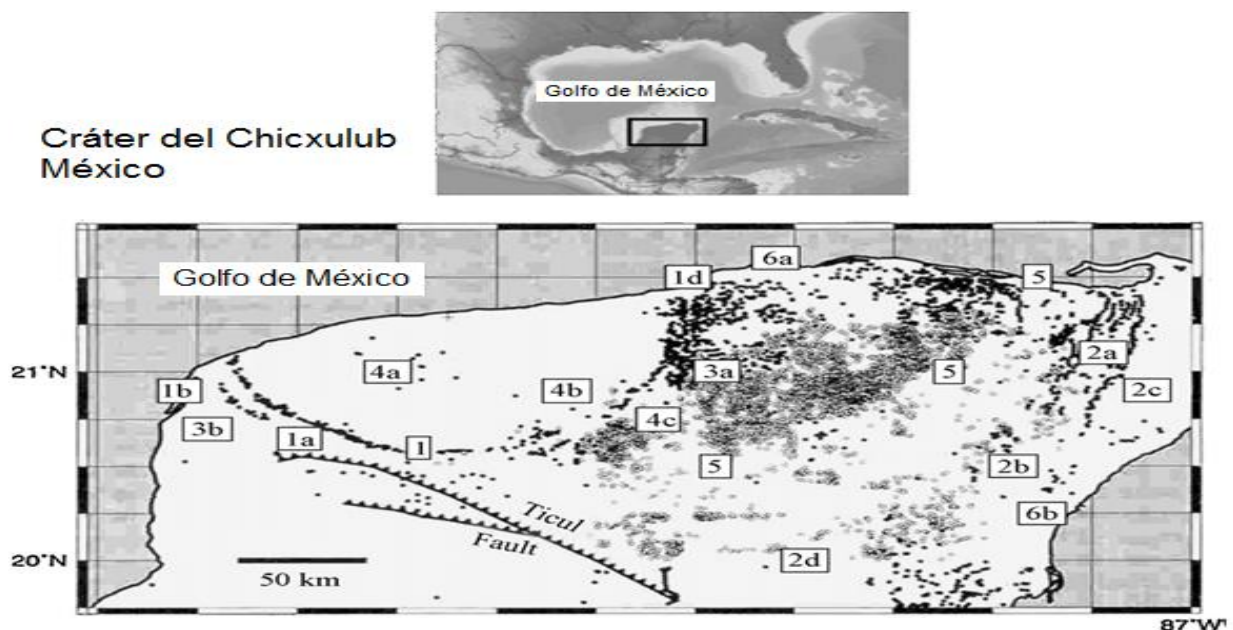 Golfo de México
Cráter del Chicxulub
México
Golfo de México
6a
1d
5
2a
21°N
4a
3a
5
1b
4b
2c
3b
4c
1a
1
5
2b
Ticul
6b
Fault
20°N
2d
50 km
87°W